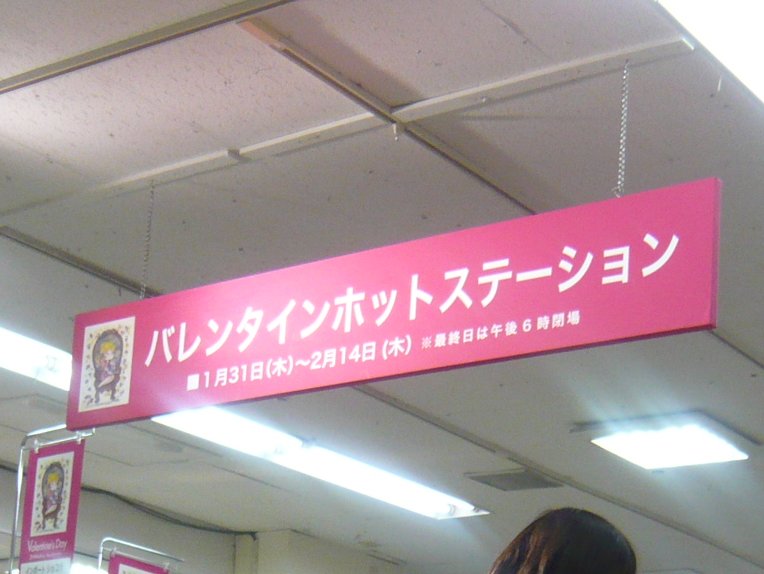 バレンタインホットステーション
■1月31日(木)〜2月14日(木) ※最終日は午後6時閉場
Valentine's Day